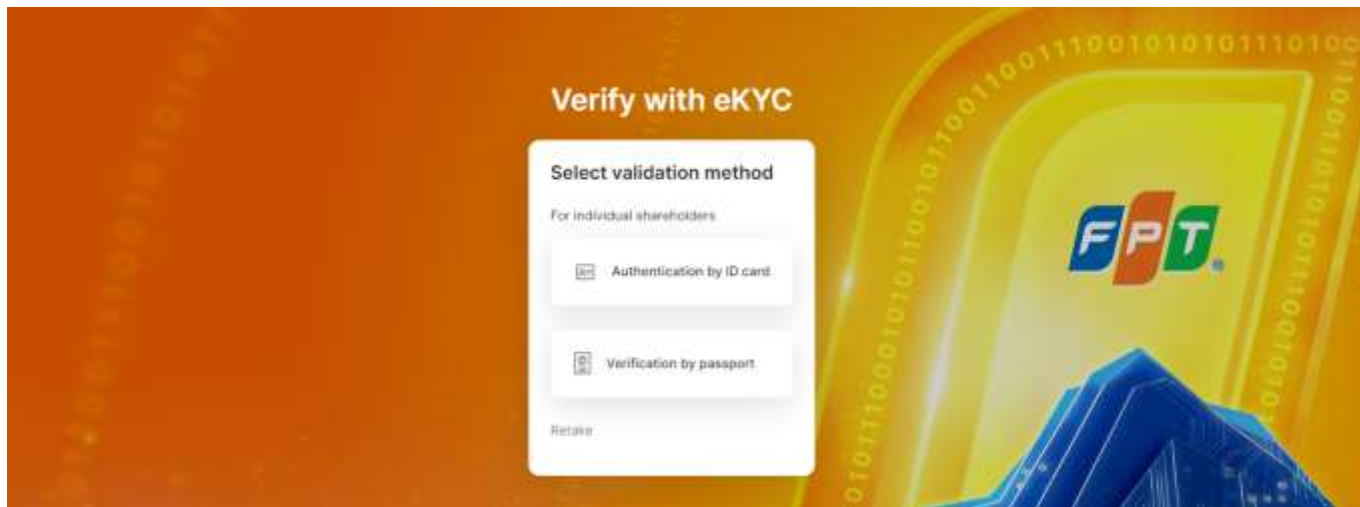 Verify with eKYC
Select validation method
For individual shareholders
Authentication by ID card
Verification by passport
Retake
FPT